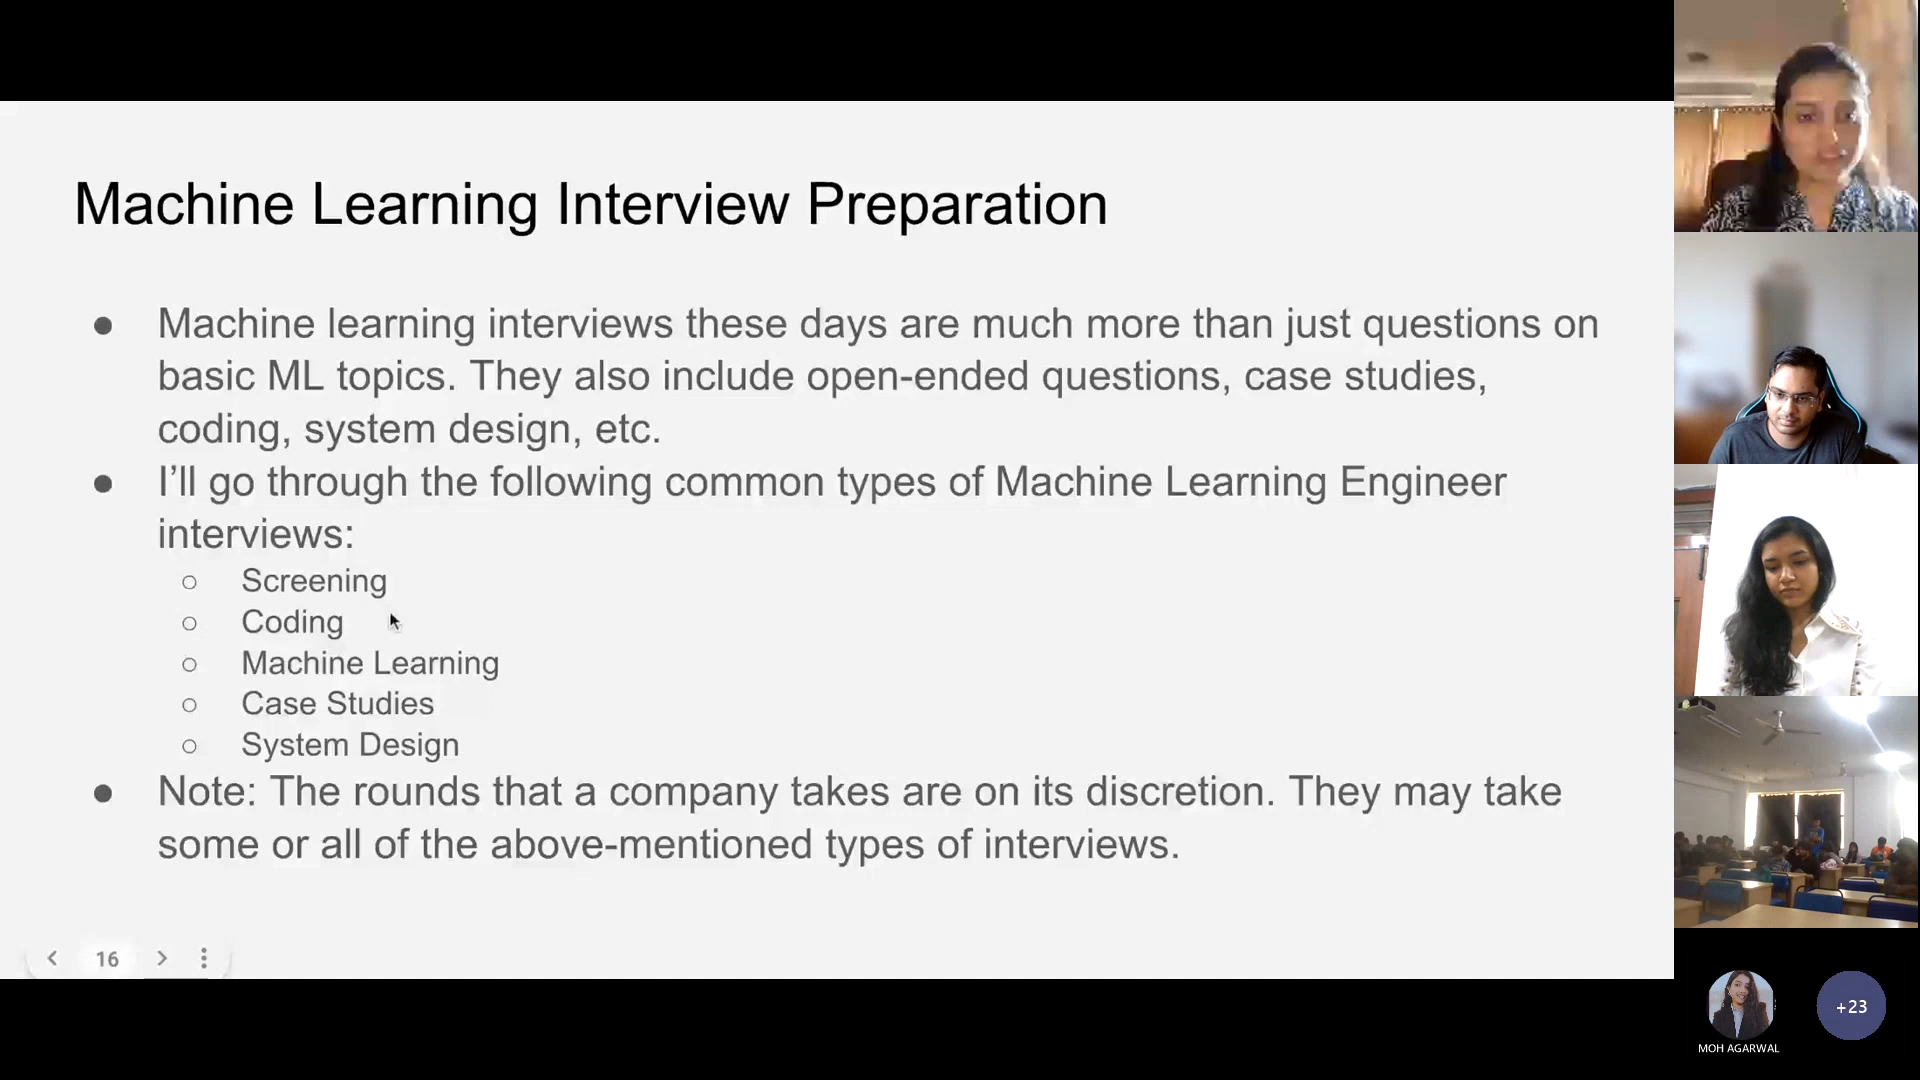 Machine Learning Interview Preparation
● Machine learning interviews these days are much more than just questions on
basic ML topics. They also include open-ended questions, case studies,
coding, system design, etc.
● I’ll go through the following common types of Machine Learning Engineer
interviews:
○ Screening
○ Coding
○ Machine Learning
○ Case Studies
○ System Design
● Note: The rounds that a company takes are on its discretion. They may take
some or all of the above-mentioned types of interviews.
16
+23
MOH AGARWAL